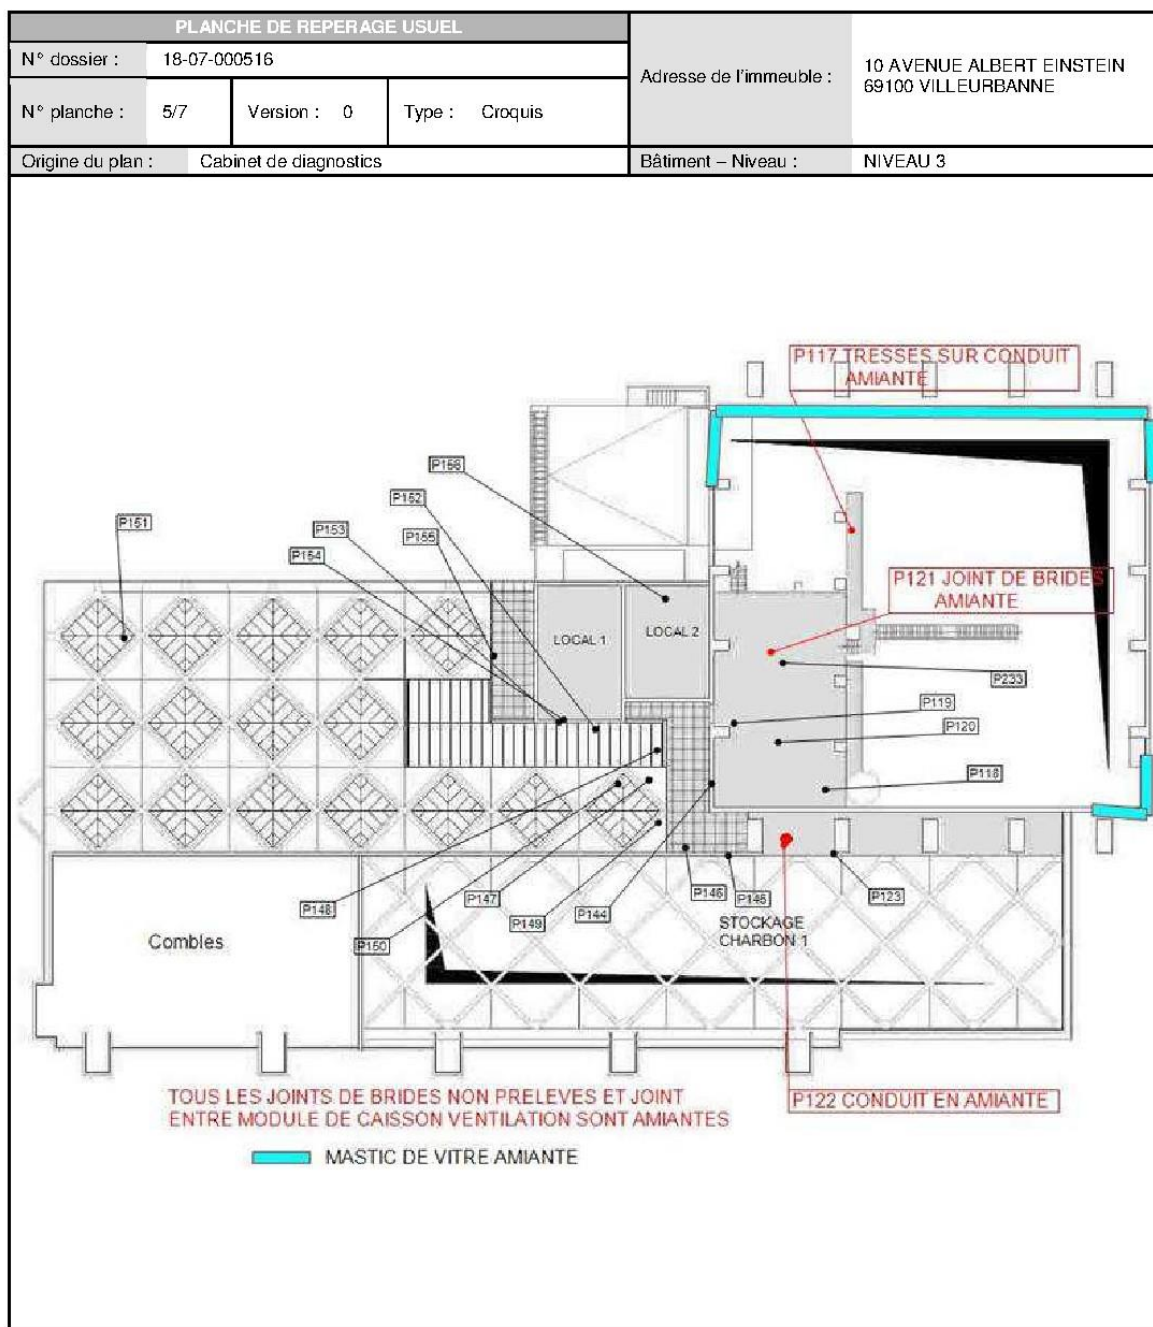 PLANCHE DE REPERAGE USUEL
N° dossier : 18-07-000516
Adresse de l'immeuble : 10 AVENUE ALBERT EINSTEIN
69100 VILLEURBANNE
N° planche : 5/7 Version : 0 Type : Croquis
Origine du plan : Cabinet de diagnostics
Bâtiment – Niveau : NIVEAU 3
P117 TRESSES SUR CONDUIT
AMIANTE
P156
P152
P151
P153
P155
P154
P121 JOINT DE BRIDES
AMIANTE
LOCAL 1
LOCAL 2
P233
P119
P120
P118
P146
P145
P123
P147
P148
P149
P144
P150
STOCKAGE
CHARBON 1
Combles
TOUS LES JOINTS DE BRIDES NON PRELEVES ET JOINT
ENTRE MODULE DE CAISSON VENTILATION SONT AMIANTES
P122 CONDUIT EN AMIANTE
MASTIC DE VITRE AMIANTE